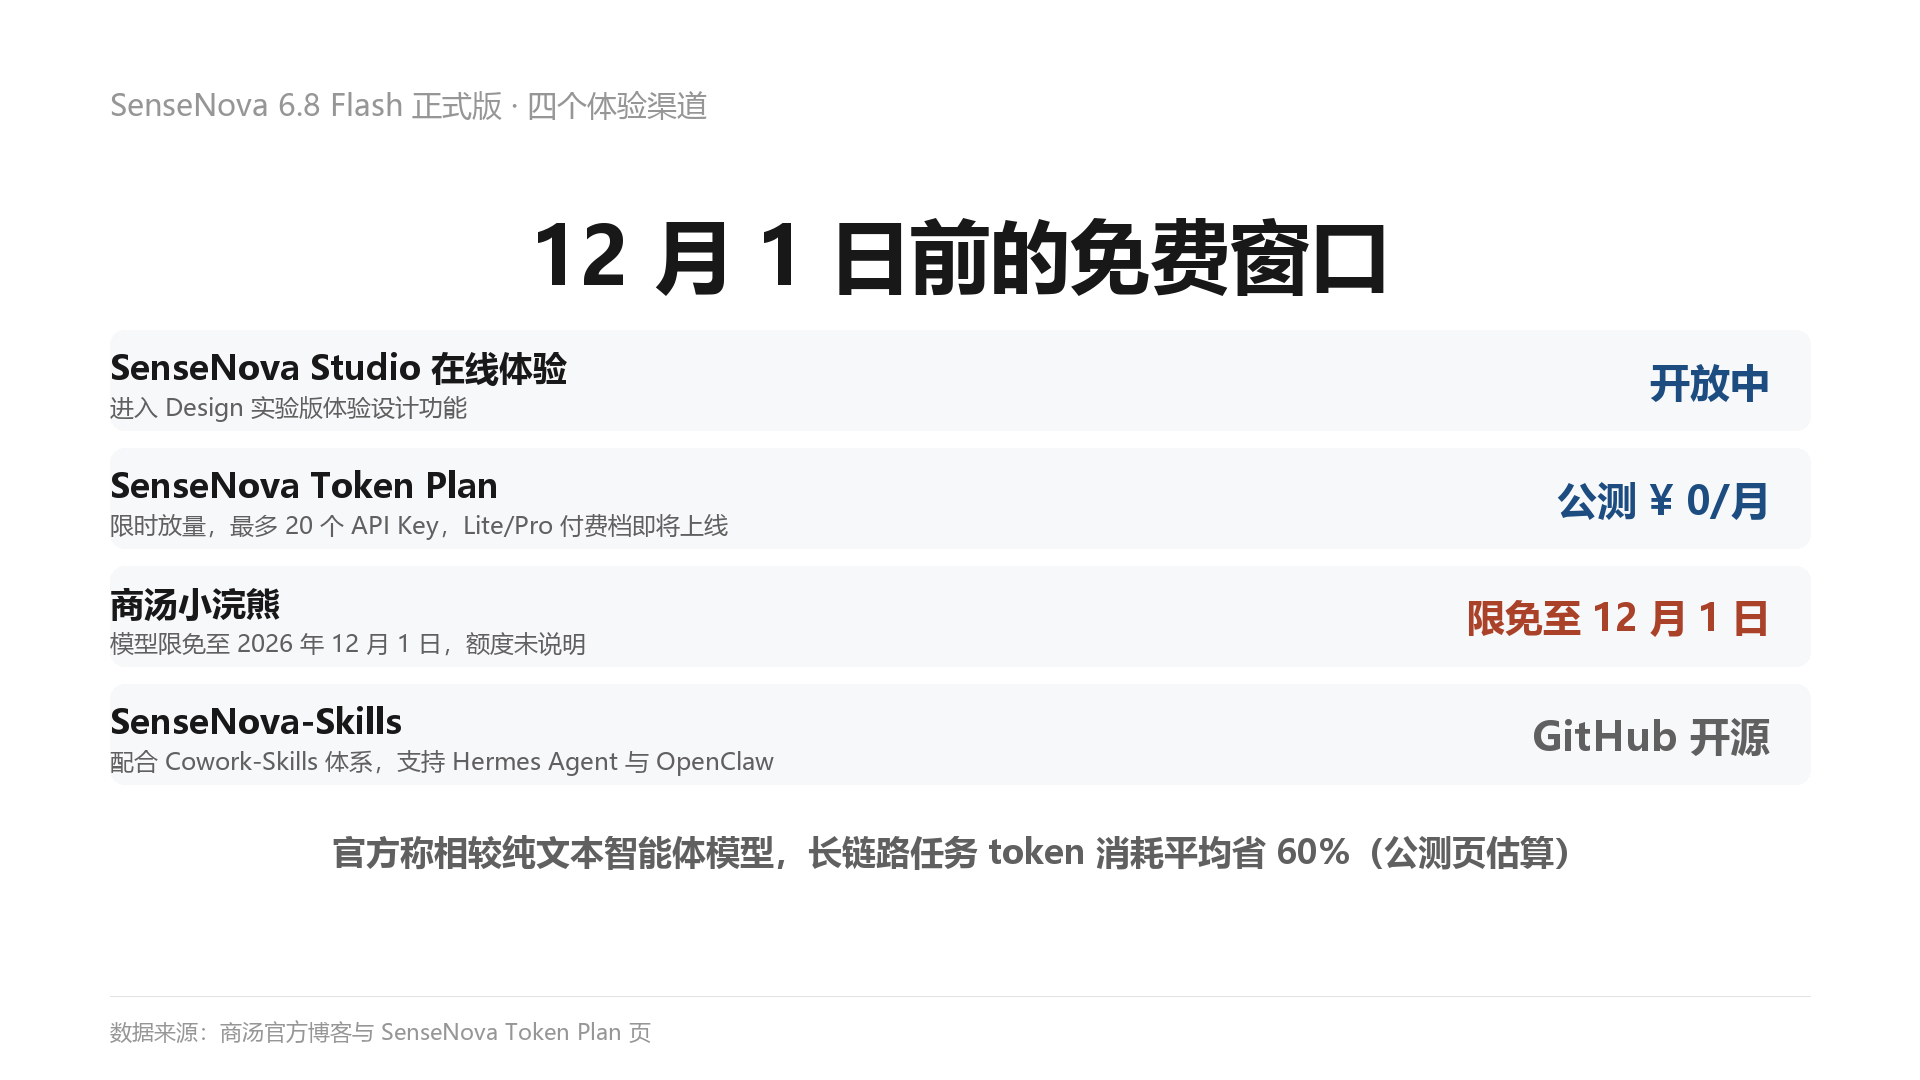 SenseNova 6.8 Flash 正式版 · 四个体验渠道
12 月 1 日前的免费窗口
SenseNova Studio 在线体验
进入 Design 实验版体验设计功能
开放中
SenseNova Token Plan
限时放量，最多 20 个 API Key，Lite/Pro 付费档即将上线
公测 ¥ 0/月
商汤小浣熊
模型限免至 2026 年 12 月 1 日，额度未说明
限免至 12 月 1 日
SenseNova-Skills
配合 Cowork-Skills 体系，支持 Hermes Agent 与 OpenClaw
GitHub 开源
官方称相较纯文本智能体模型，长链路任务 token 消耗平均省 60%（公测页估算）
数据来源：商汤官方博客与 SenseNova Token Plan 页